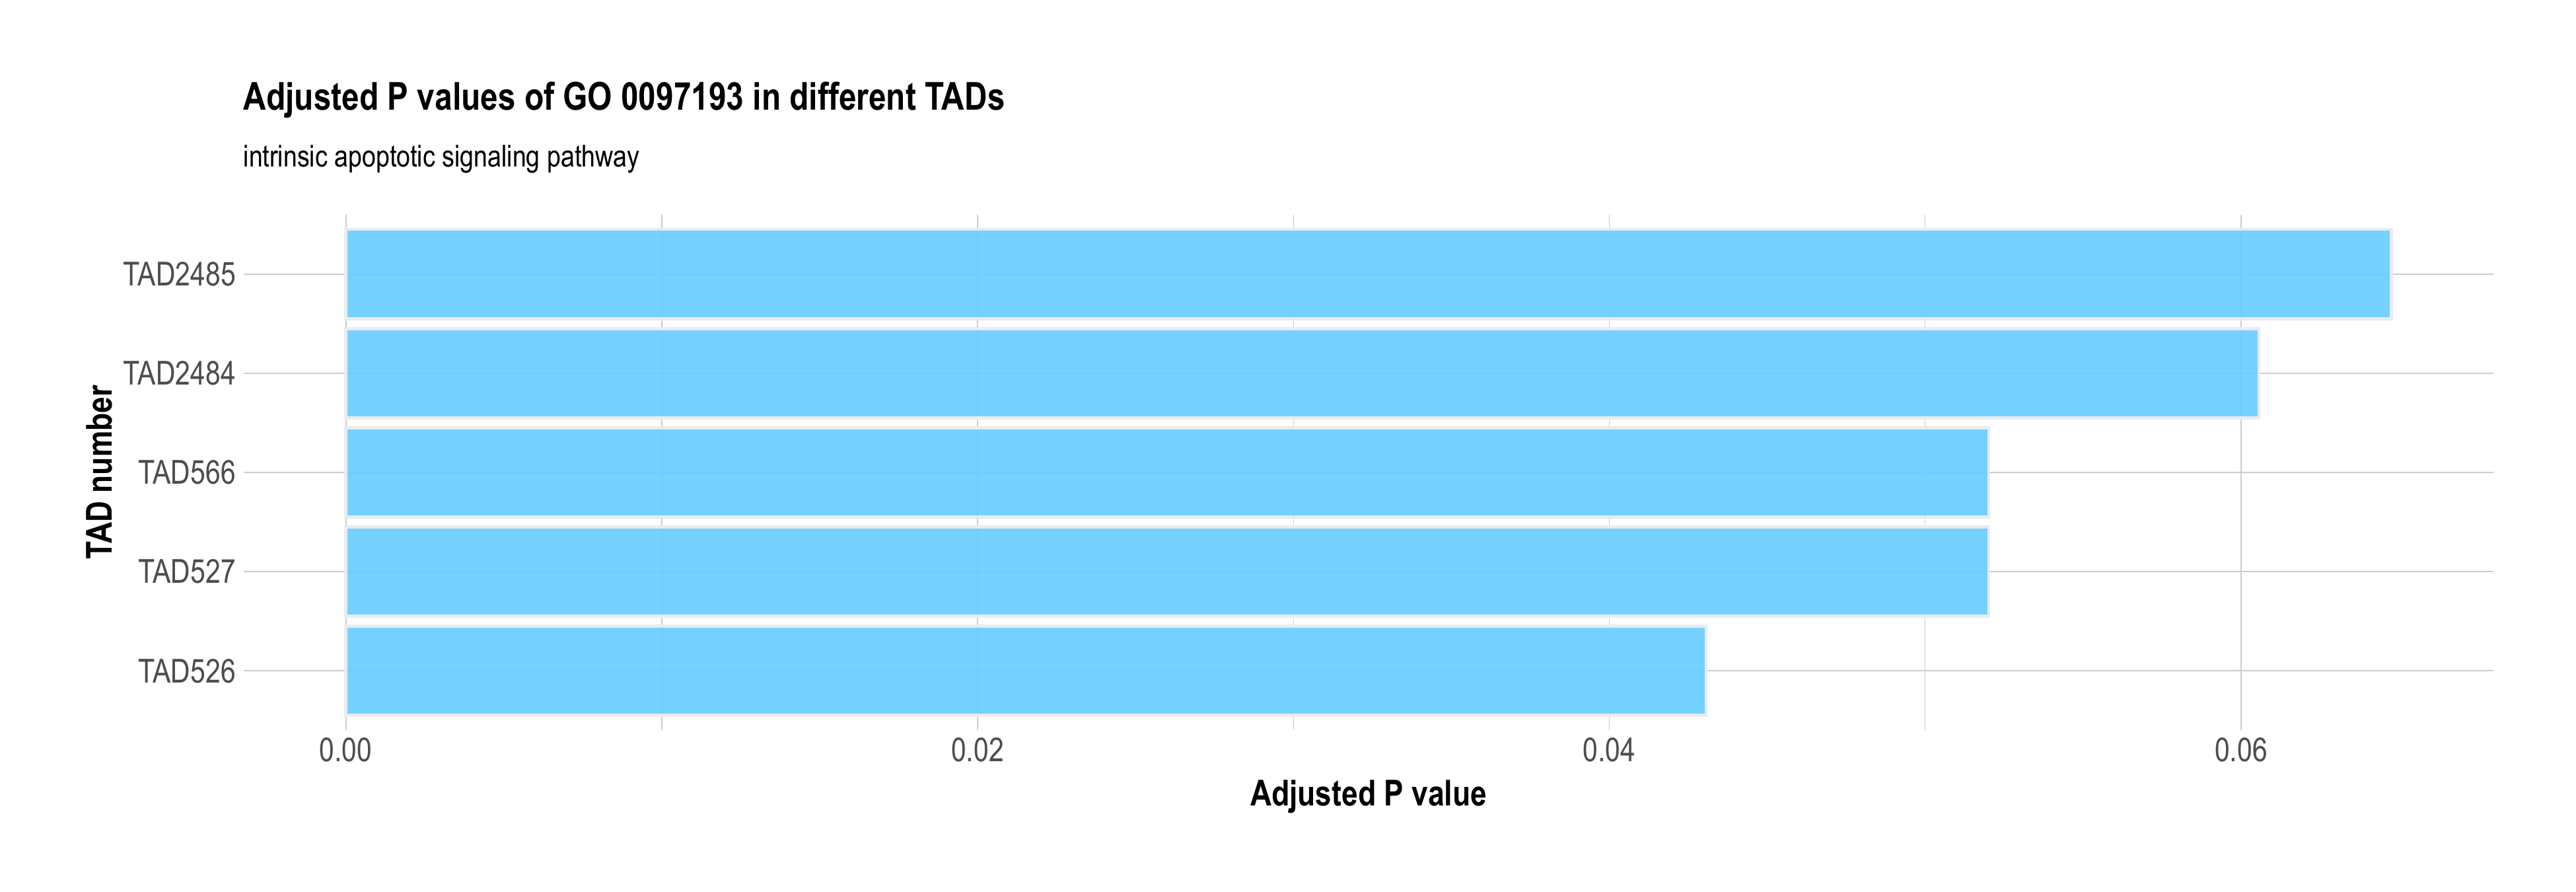 Adjusted P values of GO 0097193 in different TADs
intrinsic apoptotic signaling pathway
TAD number
TAD2485
TAD2484
TAD566
TAD527
TAD526
0.00 0.02 0.04 0.06
Adjusted P value